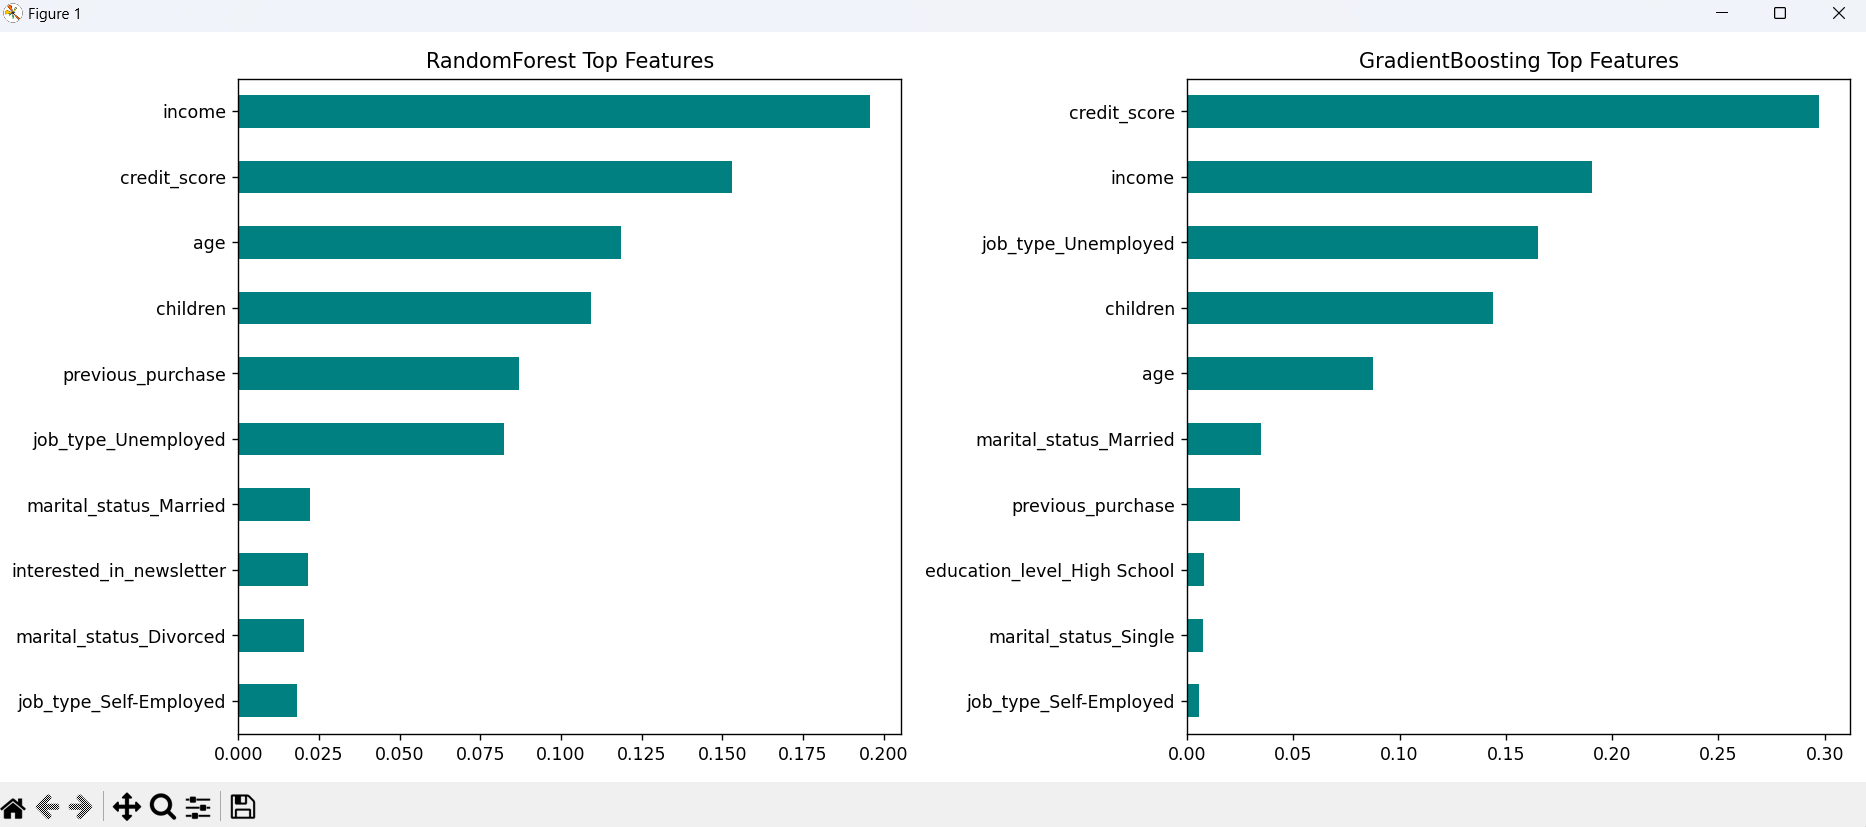 Figure 1
RandomForest Top Features
income
credit_score
age
children
previous_purchase
job_type_Unemployed
marital_status_Married
interested_in_newsletter
marital_status_Divorced
job_type_Self-Employed
0.000 0.025 0.050 0.075 0.100 0.125 0.150 0.175 0.200
GradientBoosting Top Features
credit_score
income
job_type_Unemployed
children
age
marital_status_Married
previous_purchase
education_level_High School
marital_status_Single
job_type_Self-Employed
0.00 0.05 0.10 0.15 0.20 0.25 0.30